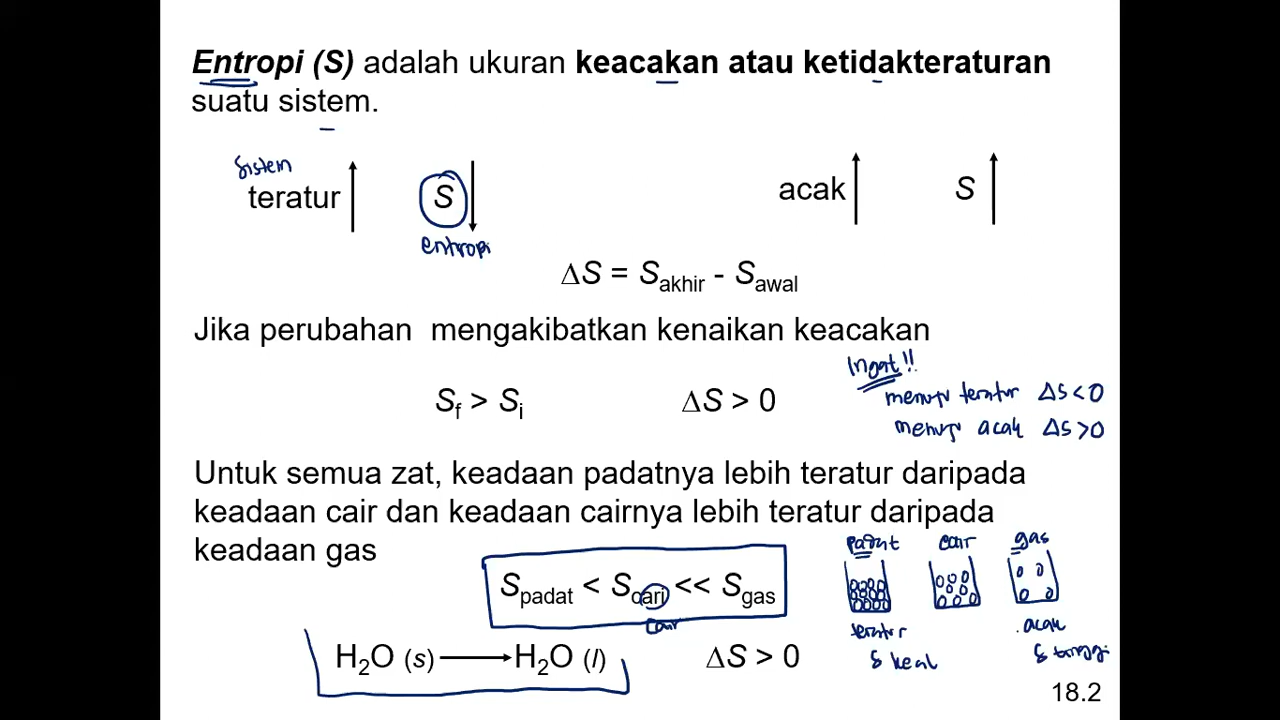 Entropi (S) adalah ukuran keacakan atau ketidakteraturan
suatu sistem.
sistem
teratur S acak S
entropi
ΔS = Sakhir - Sawal
Jika perubahan mengakibatkan kenaikan keacakan
Ingat!!
Sf > Si ΔS > 0
menuju teratur ΔS<0
menuju acak ΔS>0
Untuk semua zat, keadaan padatnya lebih teratur daripada
keadaan cair dan keadaan cairnya lebih teratur daripada
keadaan gas
padat cair gas
Spadat < Scari << Sgas
cair
teratur acak
S kecil S tinggi
H2O (s) → H2O (l) ΔS > 0
18.2